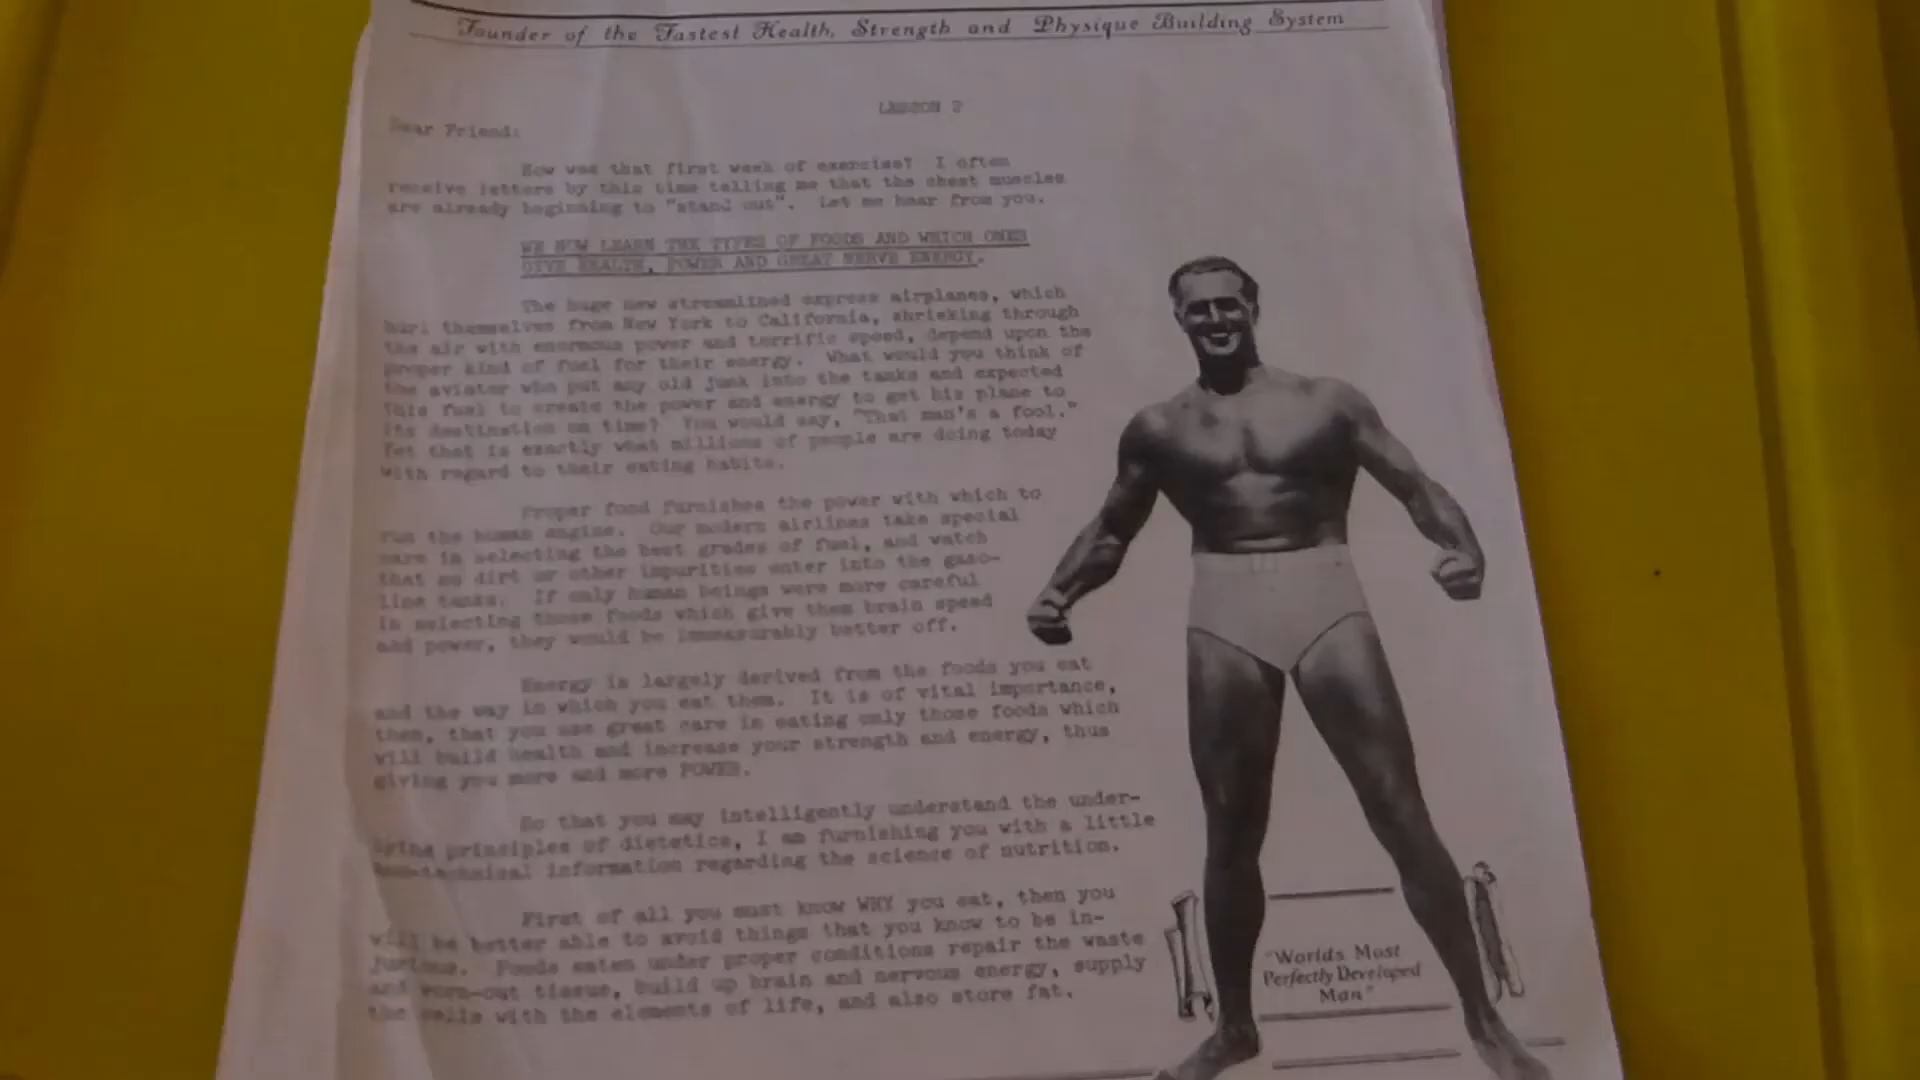 Founder of the Fastest Health, Strength and Physique Building System
LESSON 2
Dear Friend:
How was that first week of exercise? I often
receive letters by this time telling me that the chest muscles
are already beginning to "stand out". Let me hear from you.
WE NOW LEARN THE TYPES OF FOODS AND WHICH ONES
GIVE HEALTH, POWER AND GREAT NERVE ENERGY.
The huge new streamlined express airplanes, which
hurl themselves from New York to California, shrieking through
the air with enormous power and terrific speed, depend upon the
proper kind of fuel for their energy. What would you think of
the aviator who put any old junk into the tanks and expected
this fuel to create the power and energy to get his plane to
its destination on time? You would say, "That man's a fool."
Yet that is exactly what millions of people are doing today
with regard to their eating habits.
Proper food furnishes the power with which to
run the human engine. Our modern airlines take special
care in selecting the best grades of fuel, and watch
that no dirt or other impurities enter into the gaso-
line tanks. If only human beings were more careful
in selecting those foods which give them brain speed
and power, they would be immeasurably better off.
Energy is largely derived from the foods you eat
and the way in which you eat them. It is of vital importance,
then, that you use great care in eating only those foods which
will build health and increase your strength and energy, thus
giving you more and more POWER.
So that you may intelligently understand the under-
lying principles of dietetics, I am furnishing you with a little
non-technical information regarding the science of nutrition.
First of all you must know WHY you eat, then you
will be better able to avoid things that you know to be in-
jurious. Foods eaten under proper conditions repair the waste
and worn-out tissue, build up brain and nervous energy, supply
the cells with the elements of life, and also store fat.
"Worlds Most
Perfectly Developed
Man"